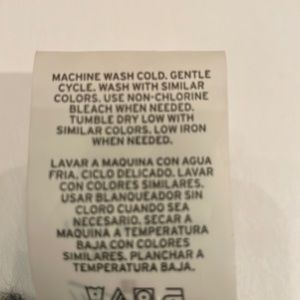 MACHINE WASH COLD. GENTLE
CYCLE. WASH WITH SIMILAR
COLORS. USE NON-CHLORINE
BLEACH WHEN NEEDED.
TUMBLE DRY LOW WITH
SIMILAR COLORS. LOW IRON
WHEN NEEDED.
LAVAR A MAQUINA CON AGUA
FRIA, CICLO DELICADO. LAVAR
CON COLORES SIMILARES.
USAR BLANQUEADOR SIN
CLORO CUANDO SEA
NECESARIO. SECAR A
MAQUINA A TEMPERATURA
BAJA CON COLORES
SIMILARES. PLANCHAR A
TEMPERATURA BAJA.